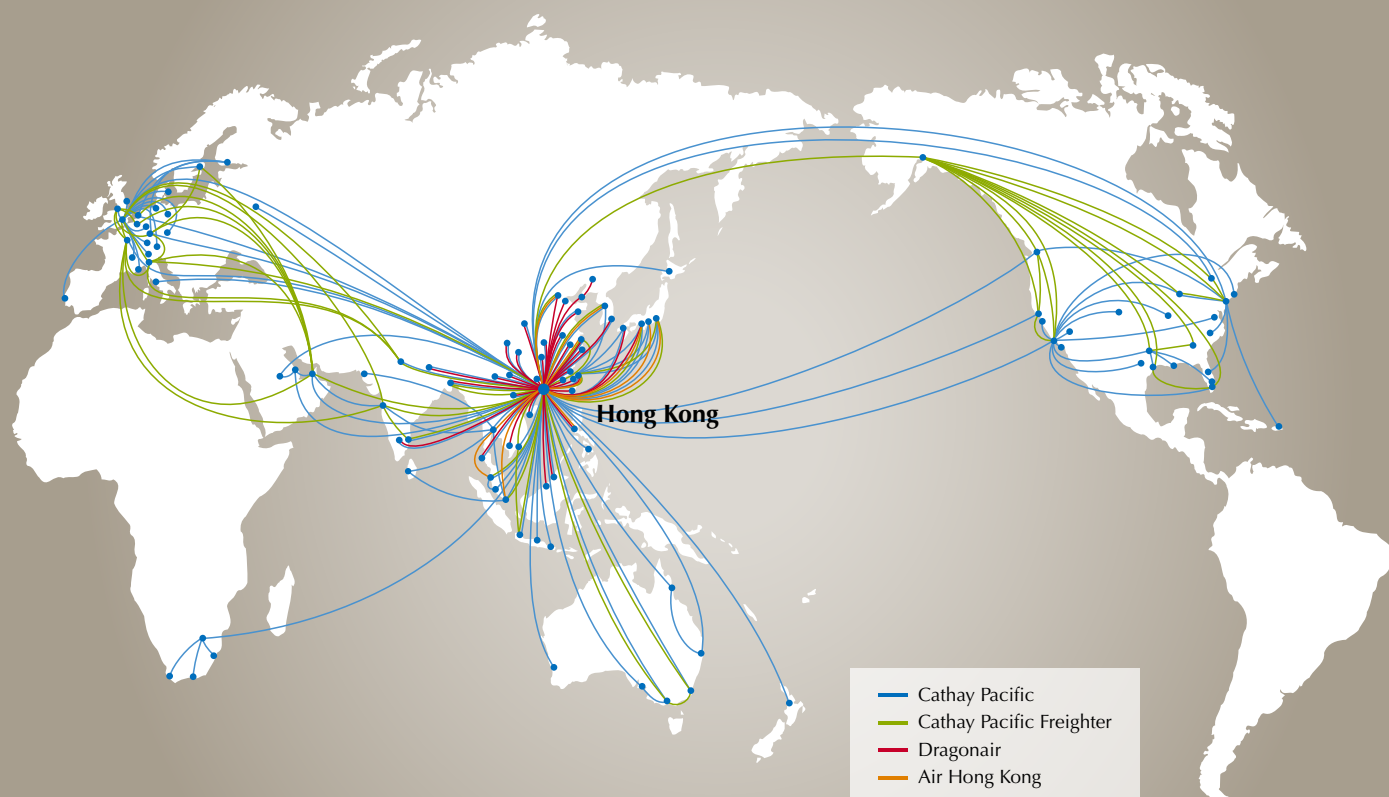 Hong Kong
Cathay Pacific
Cathay Pacific Freighter
Dragonair
Air Hong Kong